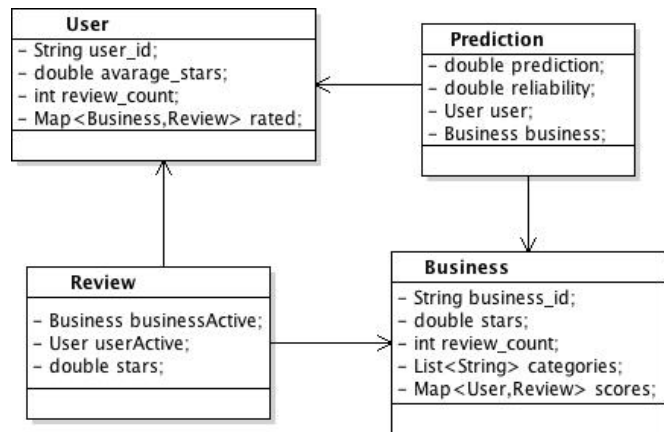 User
- String user_id;
- double avarage_stars;
- int review_count;
- Map<Business,Review> rated;
Prediction
- double prediction;
- double reliability;
- User user;
- Business business;
Review
- Business businessActive;
- User userActive;
- double stars;
Business
- String business_id;
- double stars;
- int review_count;
- List<String> categories;
- Map<User,Review> scores;